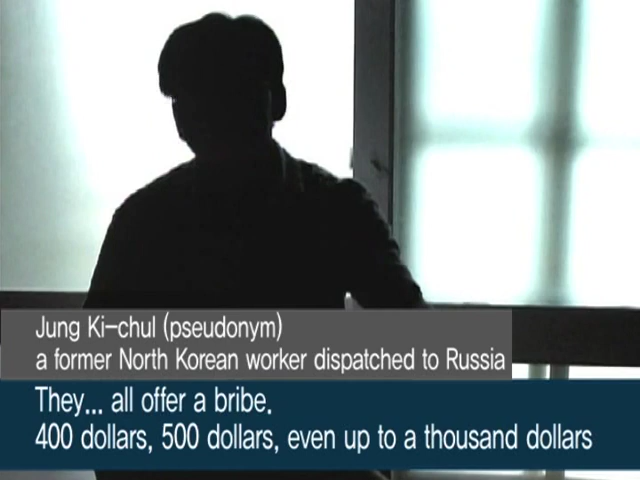 Jung Ki-chul (pseudonym)
a former North Korean worker dispatched to Russia
They... all offer a bribe.
400 dollars, 500 dollars, even up to a thousand dollars